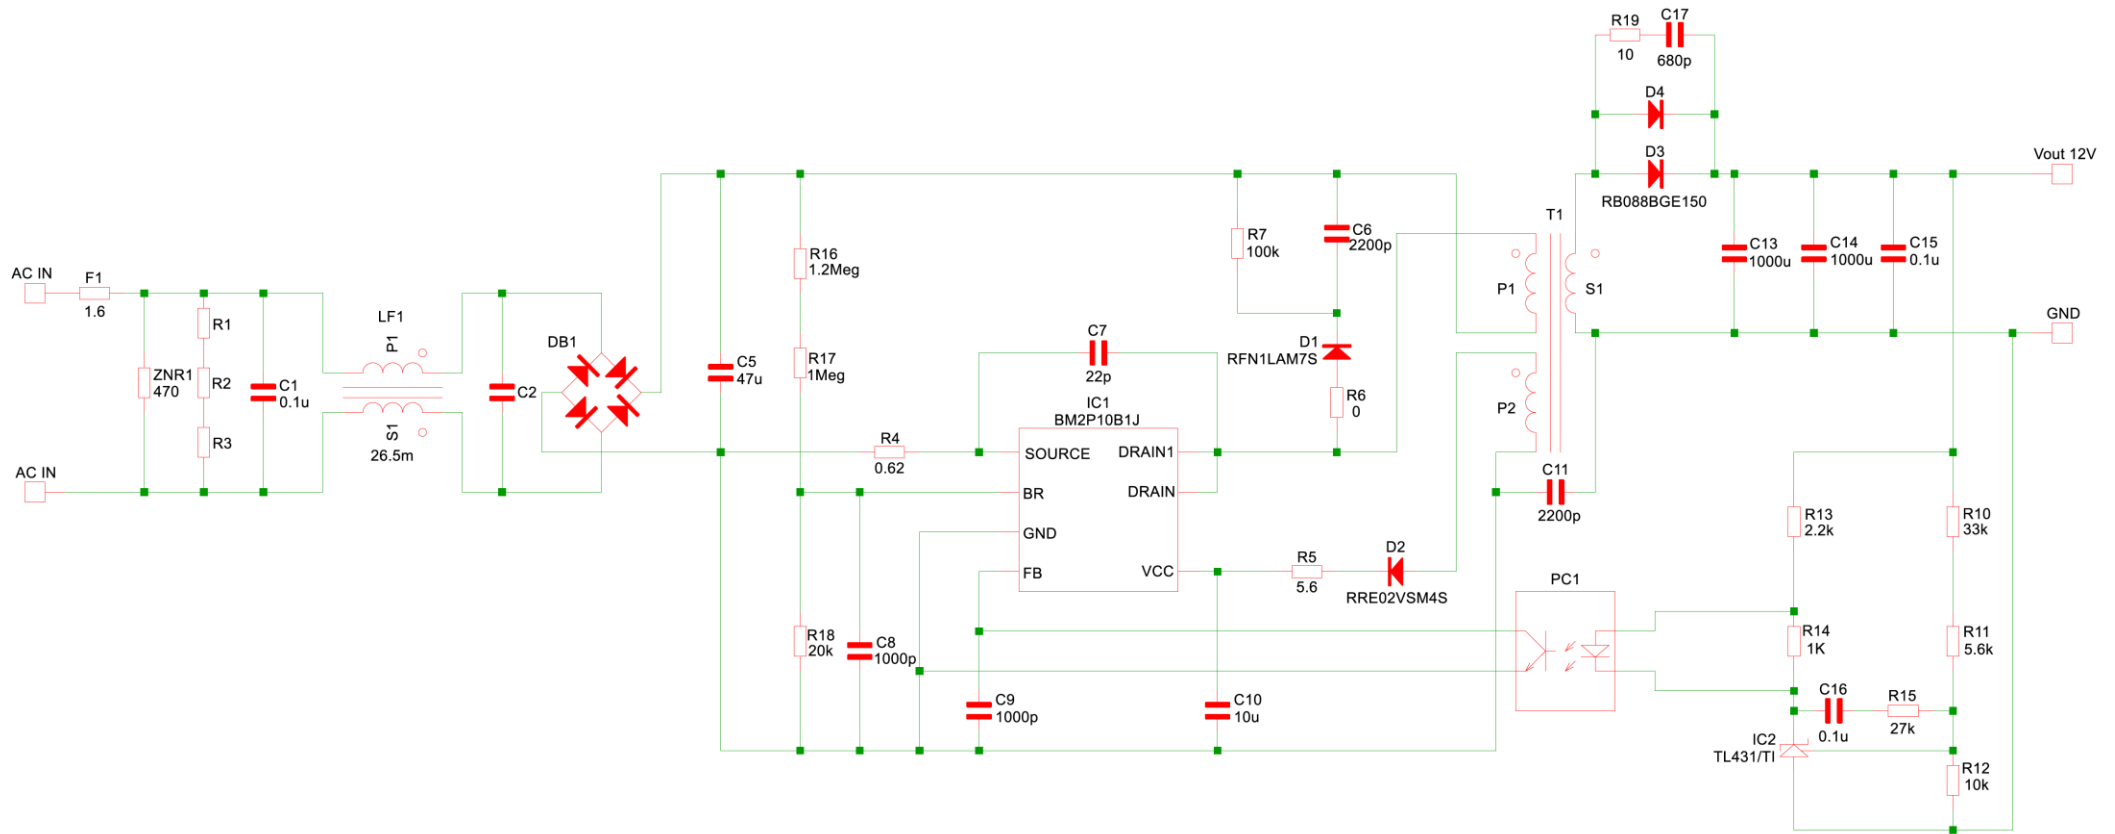 R19
C17
10
680p
D4
D3
RB088BGE150
Vout 12V
T1
R7
100k
C6
2200p
C13
1000u
C14
1000u
C15
0.1u
R16
1.2Meg
AC IN
F1
1.6
P1
S1
GND
LF1
P1
R1
ZNR1
470
R2
C1
0.1u
R3
S1
26.5m
C2
DB1
C5
47u
R17
1Meg
C7
22p
D1
RFN1LAM7S
R6
0
P2
IC1
BM2P10B1J
R4
0.62
SOURCE
DRAIN1
BR
DRAIN
GND
FB
VCC
AC IN
C11
2200p
R13
2.2k
R10
33k
R5
5.6
D2
RRE02VSM4S
PC1
R18
20k
C8
1000p
R14
1K
R11
5.6k
C9
1000p
C10
10u
C16
0.1u
R15
27k
IC2
TL431/TI
R12
10k